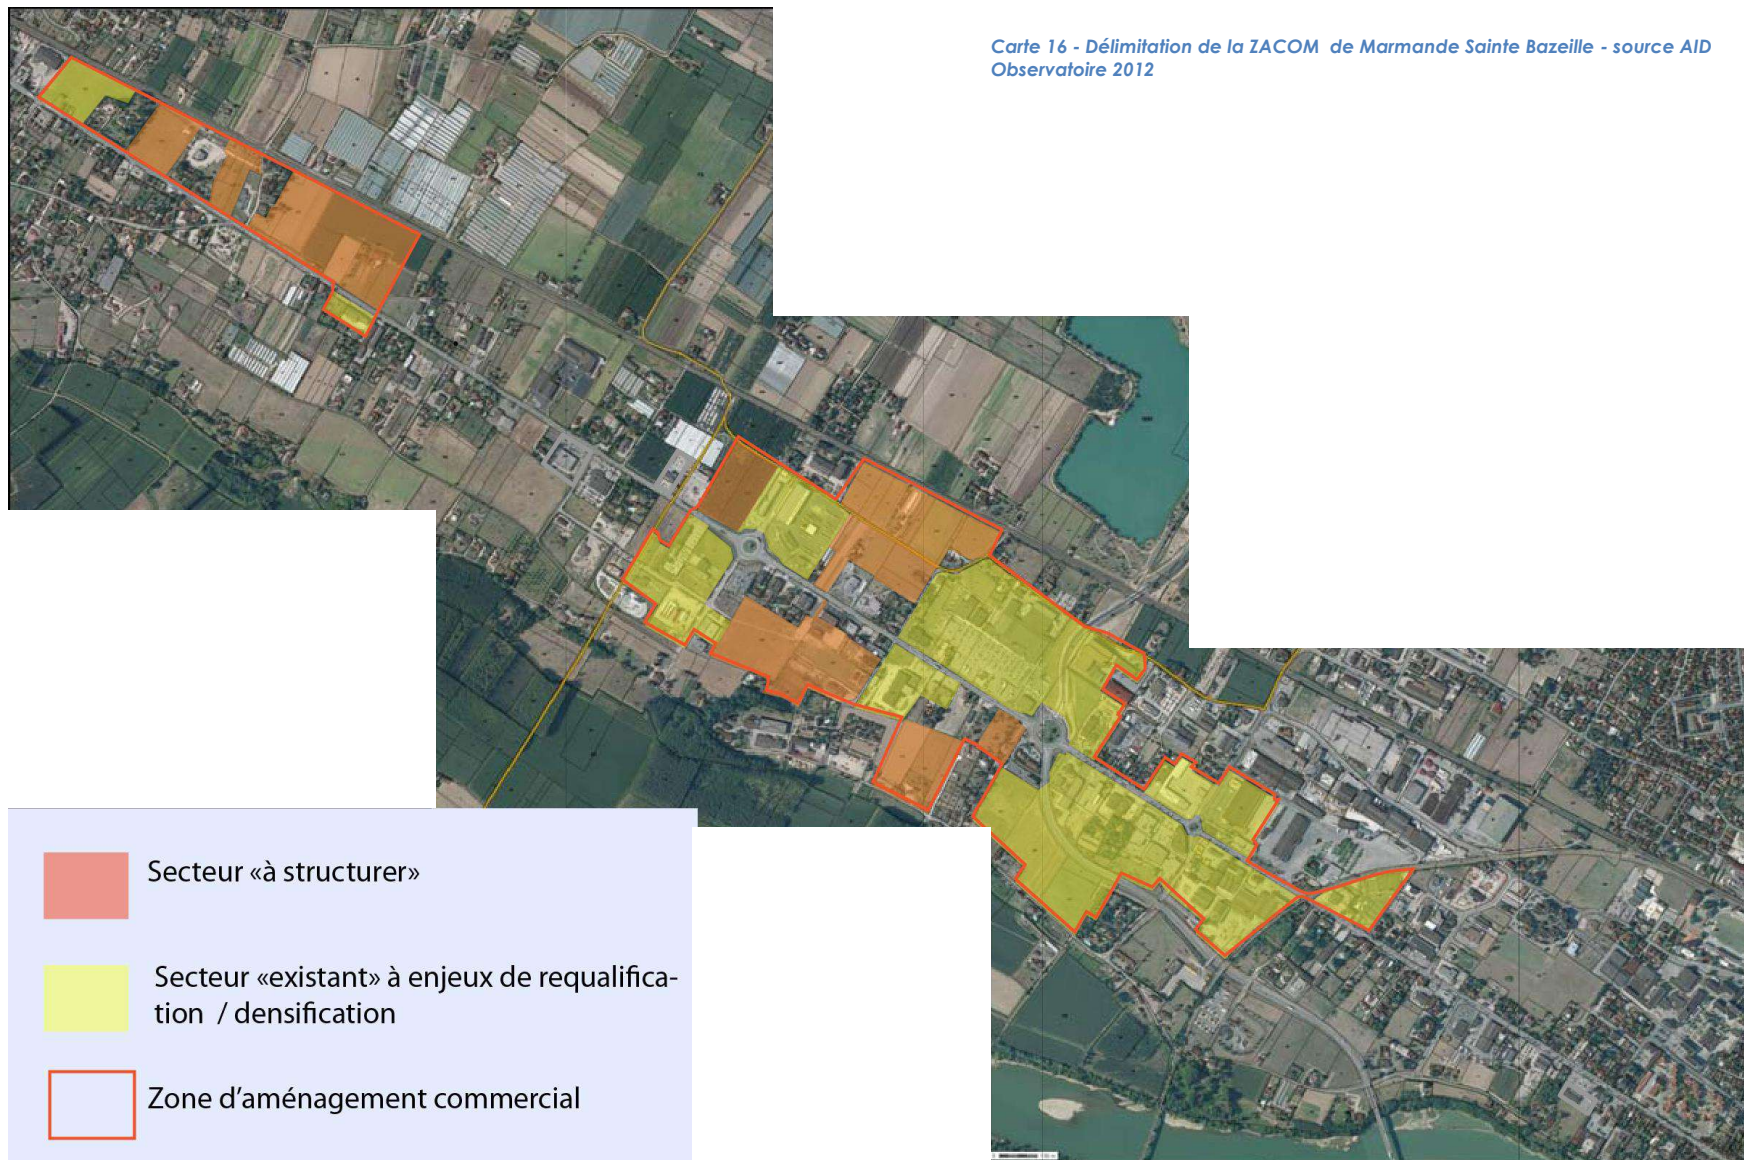 Carte 16 - Délimitation de la ZACOM de Marmande Sainte Bazeille - source AID
Observatoire 2012
Secteur «à structurer»
Secteur «existant» à enjeux de requalifica-
tion / densification
Zone d'aménagement commercial